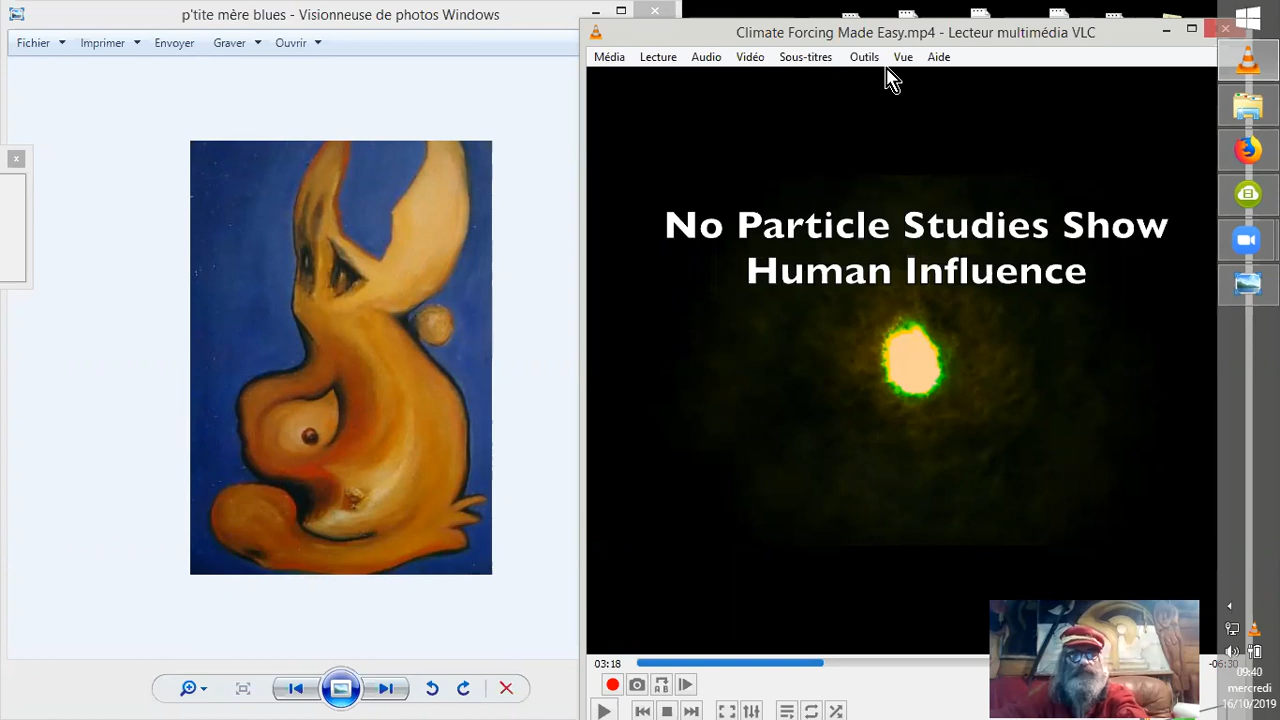 p'tite mère blues - Visionneuse de photos Windows
Fichier Imprimer Envoyer Graver Ouvrir
Climate Forcing Made Easy.mp4 - Lecteur multimédia VLC
Média Lecture Audio Vidéo Sous-titres Outils Vue Aide
No Particle Studies Show
Human Influence
03:18
-06:30
09:40
mercredi
16/10/2019